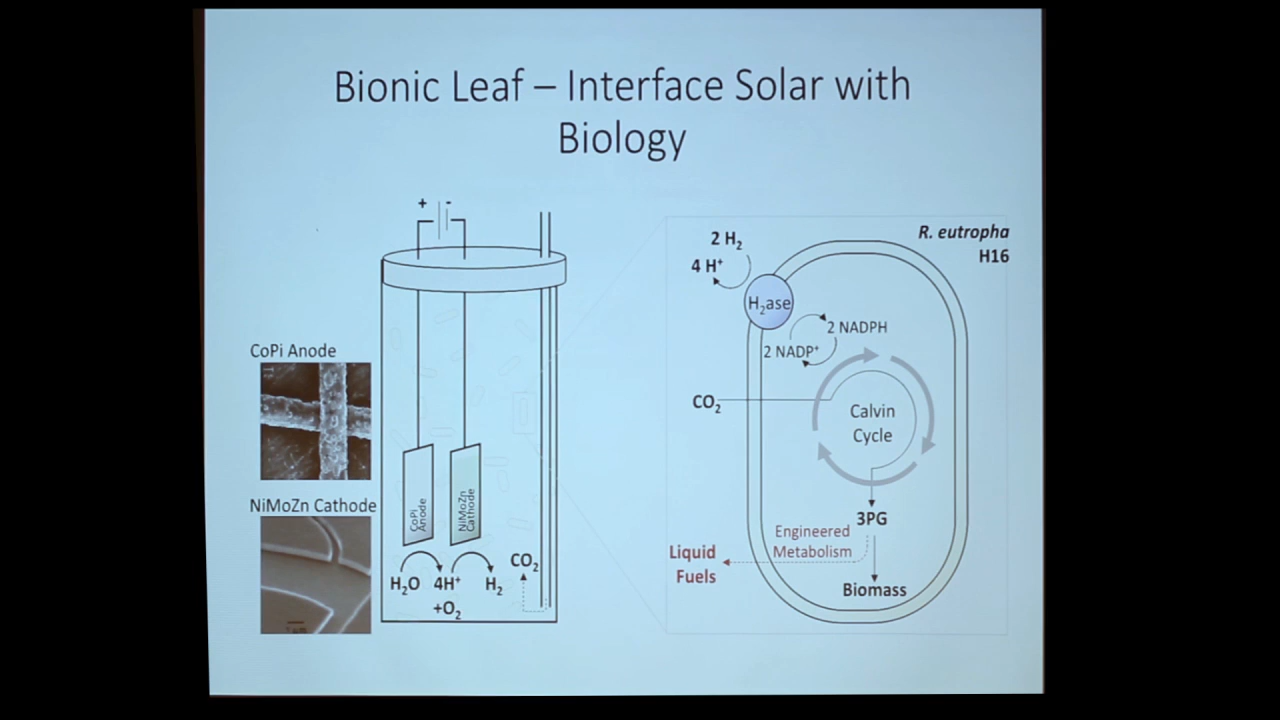 Bionic Leaf – Interface Solar with
Biology
+ -
CoPi Anode
NiMoZn Cathode
CoPi
Anode
NiMoZn
Cathode
H₂O 4H⁺ H₂
+O₂
CO₂
R. eutropha
H16
2 H₂
4 H⁺
H₂ase
2 NADPH
2 NADP⁺
CO₂
Calvin
Cycle
3PG
Engineered
Metabolism
Liquid
Fuels
Biomass